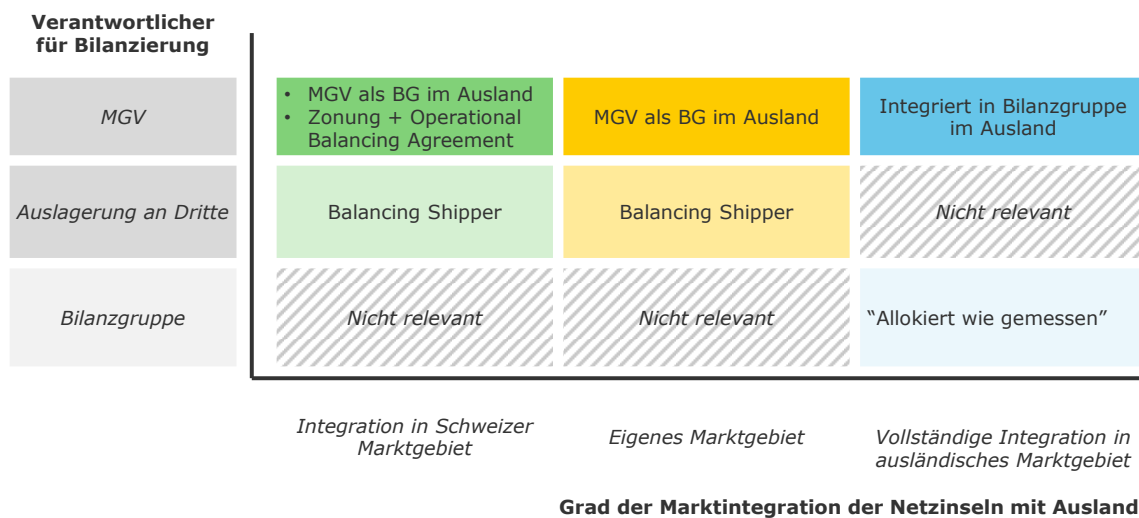 Verantwortlicher
für Bilanzierung
MGV
• MGV als BG im Ausland
• Zonung + Operational
Balancing Agreement
MGV als BG im Ausland
Integriert in Bilanzgruppe
im Ausland
Auslagerung an Dritte
Balancing Shipper
Balancing Shipper
Nicht relevant
Bilanzgruppe
Nicht relevant
Nicht relevant
“Allokiert wie gemessen”
Integration in Schweizer
Marktgebiet
Eigenes Marktgebiet
Vollständige Integration in
ausländisches Marktgebiet
Grad der Marktintegration der Netzinseln mit Ausland